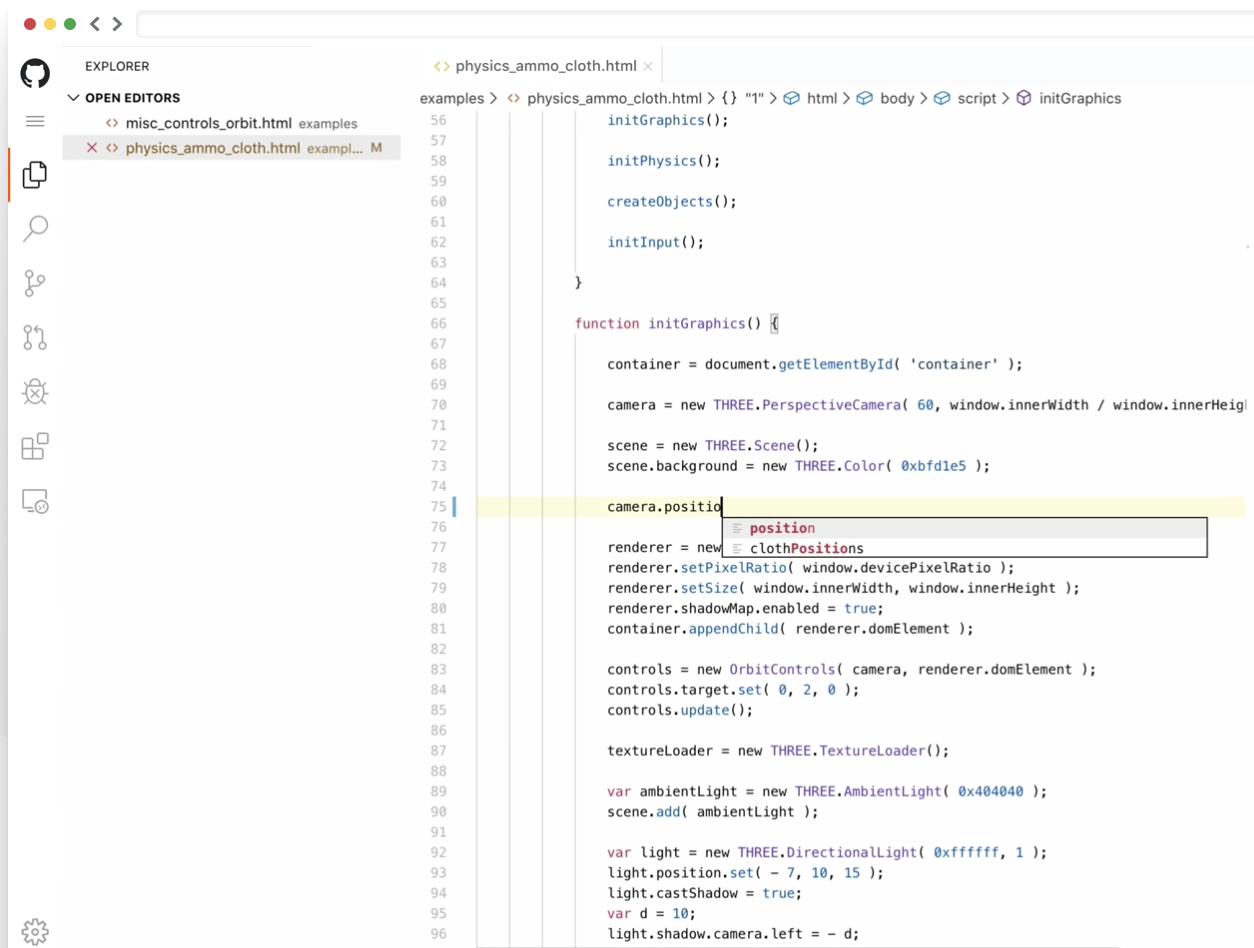 EXPLORER
OPEN EDITORS
misc_controls_orbit.html examples
physics_ammo_cloth.html exampl... M
physics_ammo_cloth.html
examples > physics_ammo_cloth.html > {} "1" > html > body > script > initGraphics
56 initGraphics();
57
58 initPhysics();
59
60 createObjects();
61
62 initInput();
63
64 }
65
66 function initGraphics() {
67
68 container = document.getElementById( 'container' );
69
70 camera = new THREE.PerspectiveCamera( 60, window.innerWidth / window.innerHeig
71
72 scene = new THREE.Scene();
73 scene.background = new THREE.Color( 0xbfd1e5 );
74
75 camera.positio
position
76
77 renderer = new
clothPositions
78 renderer.setPixelRatio( window.devicePixelRatio );
79 renderer.setSize( window.innerWidth, window.innerHeight );
80 renderer.shadowMap.enabled = true;
81 container.appendChild( renderer.domElement );
82
83 controls = new OrbitControls( camera, renderer.domElement );
84 controls.target.set( 0, 2, 0 );
85 controls.update();
86
87 textureLoader = new THREE.TextureLoader();
88
89 var ambientLight = new THREE.AmbientLight( 0x404040 );
90 scene.add( ambientLight );
91
92 var light = new THREE.DirectionalLight( 0xffffff, 1 );
93 light.position.set( - 7, 10, 15 );
94 light.castShadow = true;
95 var d = 10;
96 light.shadow.camera.left = - d;